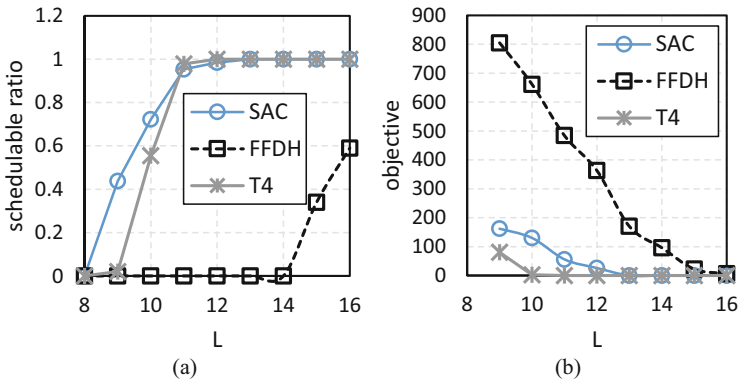 schedulable ratio
1.2
1
0.8
0.6
0.4
0.2
0
8 10 12 14 16
L
SAC
FFDH
T4
(a)
objective
900
800
700
600
500
400
300
200
100
0
8 10 12 14 16
L
SAC
FFDH
T4
(b)